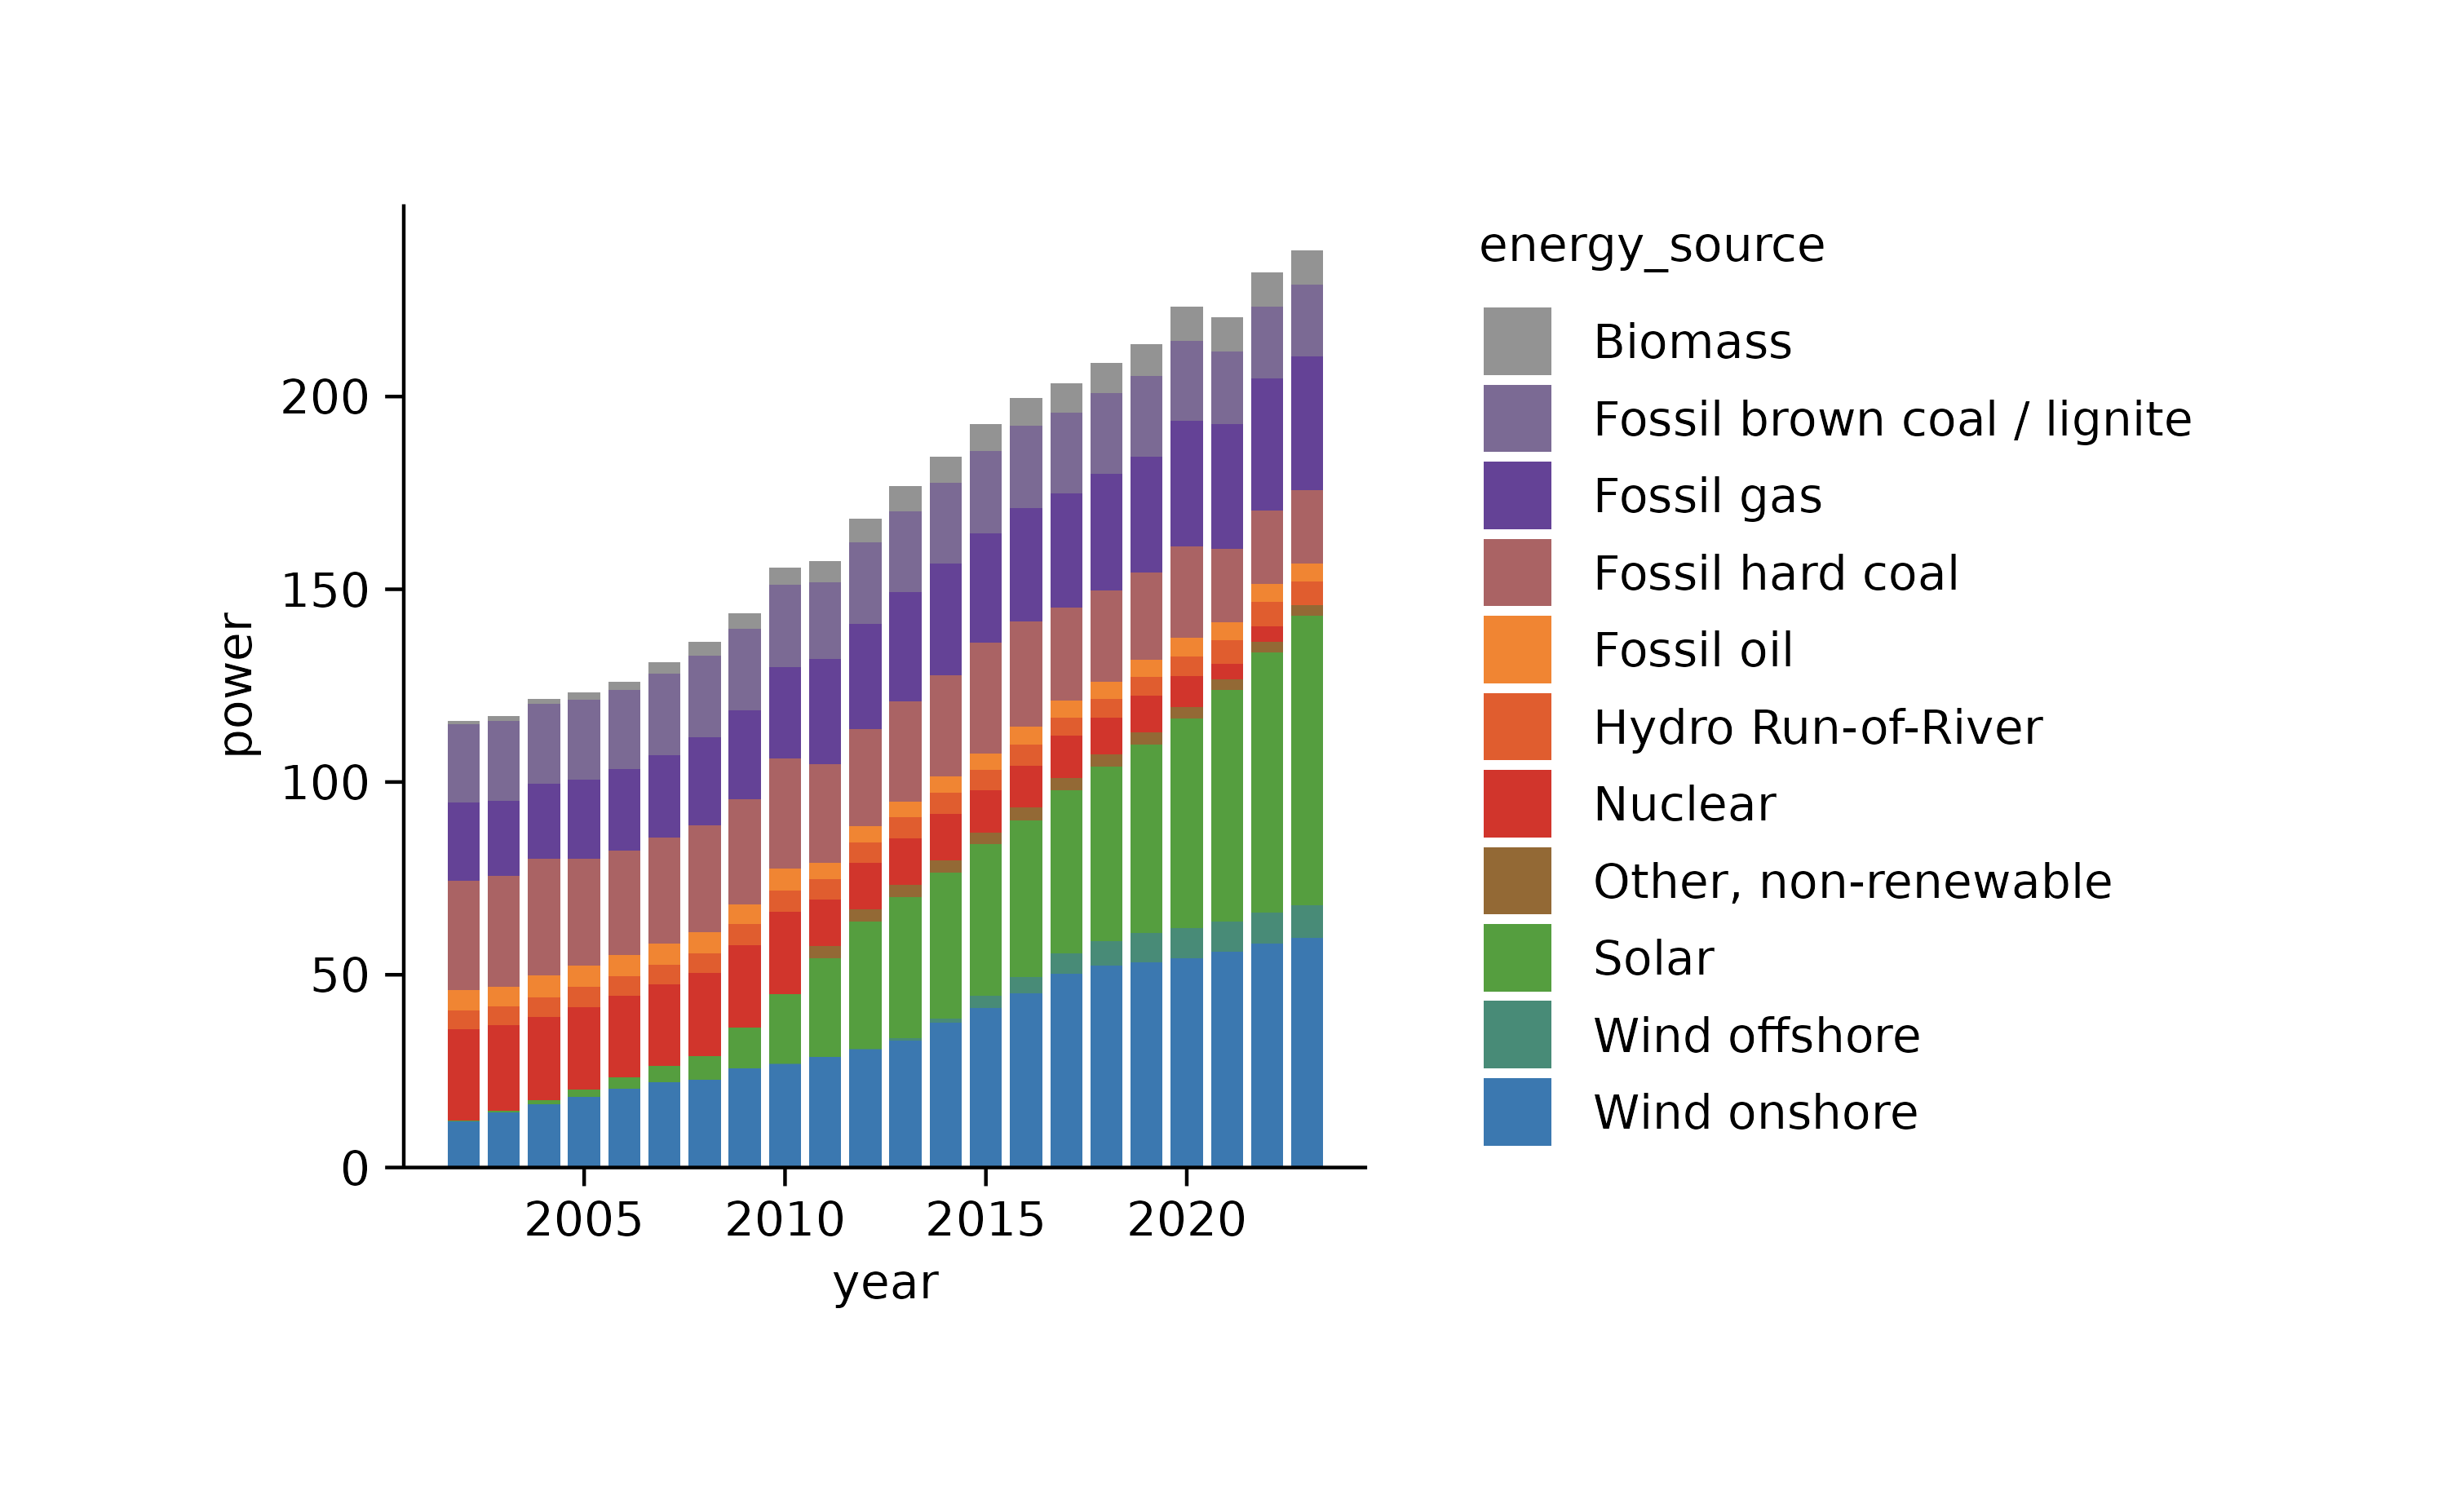 energy_source
Biomass
Fossil brown coal / lignite
Fossil gas
Fossil hard coal
Fossil oil
Hydro Run-of-River
Nuclear
Other, non-renewable
Solar
Wind offshore
Wind onshore
power
200
150
100
50
0
2005 2010 2015 2020
year